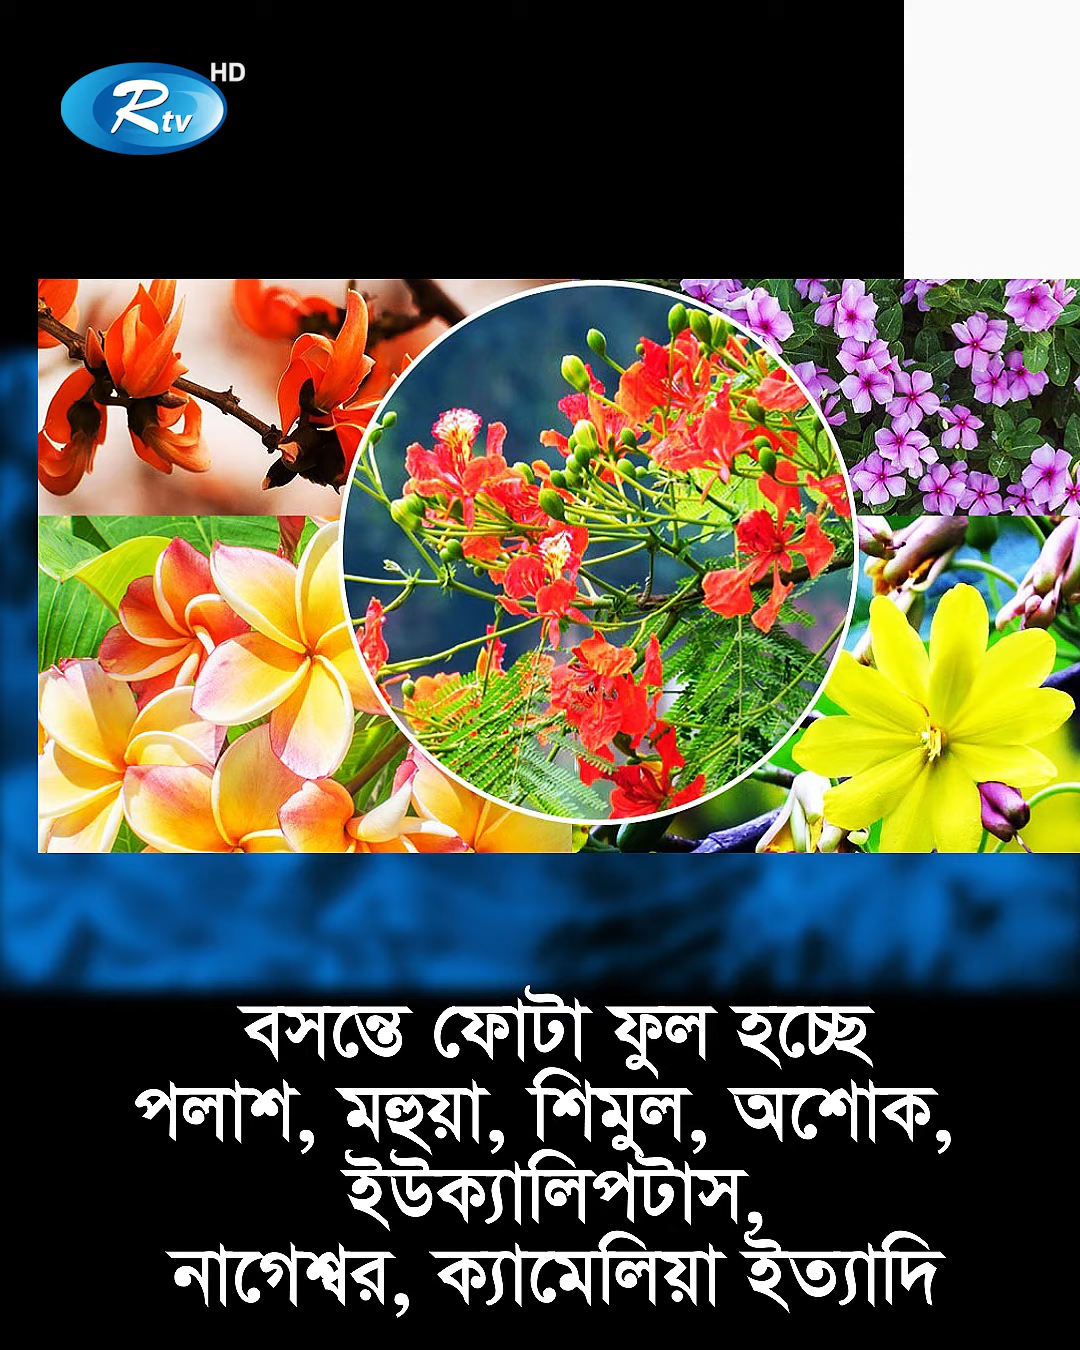 Rtv HD
বসন্তে ফোটা ফুল হচ্ছে
পলাশ, মহুয়া, শিমুল, অশোক,
ইউক্যালিপটাস,
নাগেশ্বর, ক্যামেলিয়া ইত্যাদি